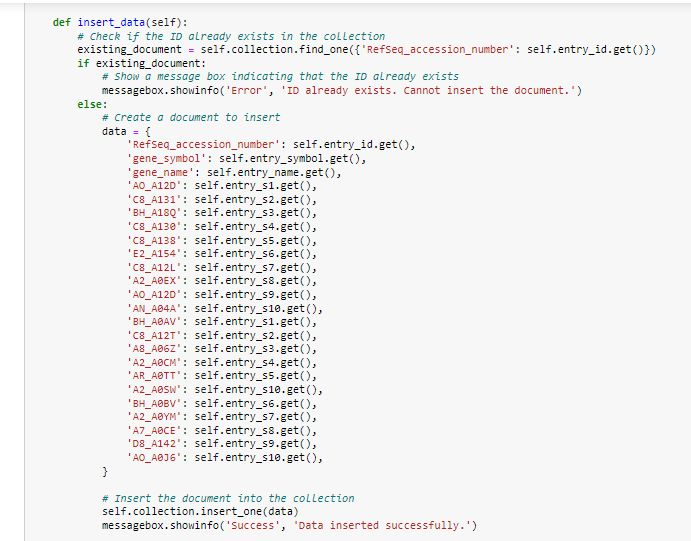 def insert_data(self):
# Check if the ID already exists in the collection
existing_document = self.collection.find_one({'RefSeq_accession_number': self.entry_id.get()})
if existing_document:
# Show a message box indicating that the ID already exists
messagebox.showinfo('Error', 'ID already exists. Cannot insert the document.')
else:
# Create a document to insert
data = {
'RefSeq_accession_number': self.entry_id.get(),
'gene_symbol': self.entry_symbol.get(),
'gene_name': self.entry_name.get(),
'AO_A12D': self.entry_s1.get(),
'C8_A131': self.entry_s2.get(),
'BH_A18Q': self.entry_s3.get(),
'C8_A130': self.entry_s4.get(),
'C8_A138': self.entry_s5.get(),
'E2_A154': self.entry_s6.get(),
'C8_A12L': self.entry_s7.get(),
'A2_A0EX': self.entry_s8.get(),
'AO_A12D': self.entry_s9.get(),
'AN_A04A': self.entry_s10.get(),
'BH_A0AV': self.entry_s1.get(),
'C8_A12T': self.entry_s2.get(),
'A8_A06Z': self.entry_s3.get(),
'A2_A0CM': self.entry_s4.get(),
'AR_A0TT': self.entry_s5.get(),
'A2_A0SW': self.entry_s10.get(),
'BH_A0BV': self.entry_s6.get(),
'A2_A0YM': self.entry_s7.get(),
'A7_A0CE': self.entry_s8.get(),
'D8_A142': self.entry_s9.get(),
'AO_A0J6': self.entry_s10.get(),
}
# Insert the document into the collection
self.collection.insert_one(data)
messagebox.showinfo('Success', 'Data inserted successfully.')